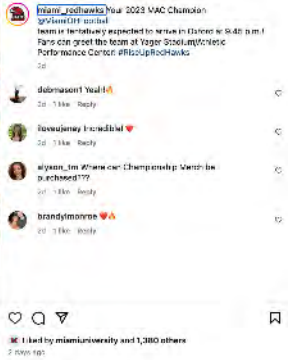 miami_redhawks Your 2023 MAC Champion
@MiamiOHFootball
team is tentatively expected to arrive in Oxford at 9:45 p.m.!
Fans can greet the team at Yager Stadium/Athletic
Performance Center! #RiseUpRedHawks
2d
debmason1 Yeah!🔥
2d 1 like Reply
iloveujenay Incredible! ❤️
2d 1 like Reply
alyson_tm Where can Championship Merch be
purchased???
2d 1 like Reply
brandylmonroe ❤️🔥
2d 1 like Reply
Liked by miamiuniversity and 1,380 others
2 days ago